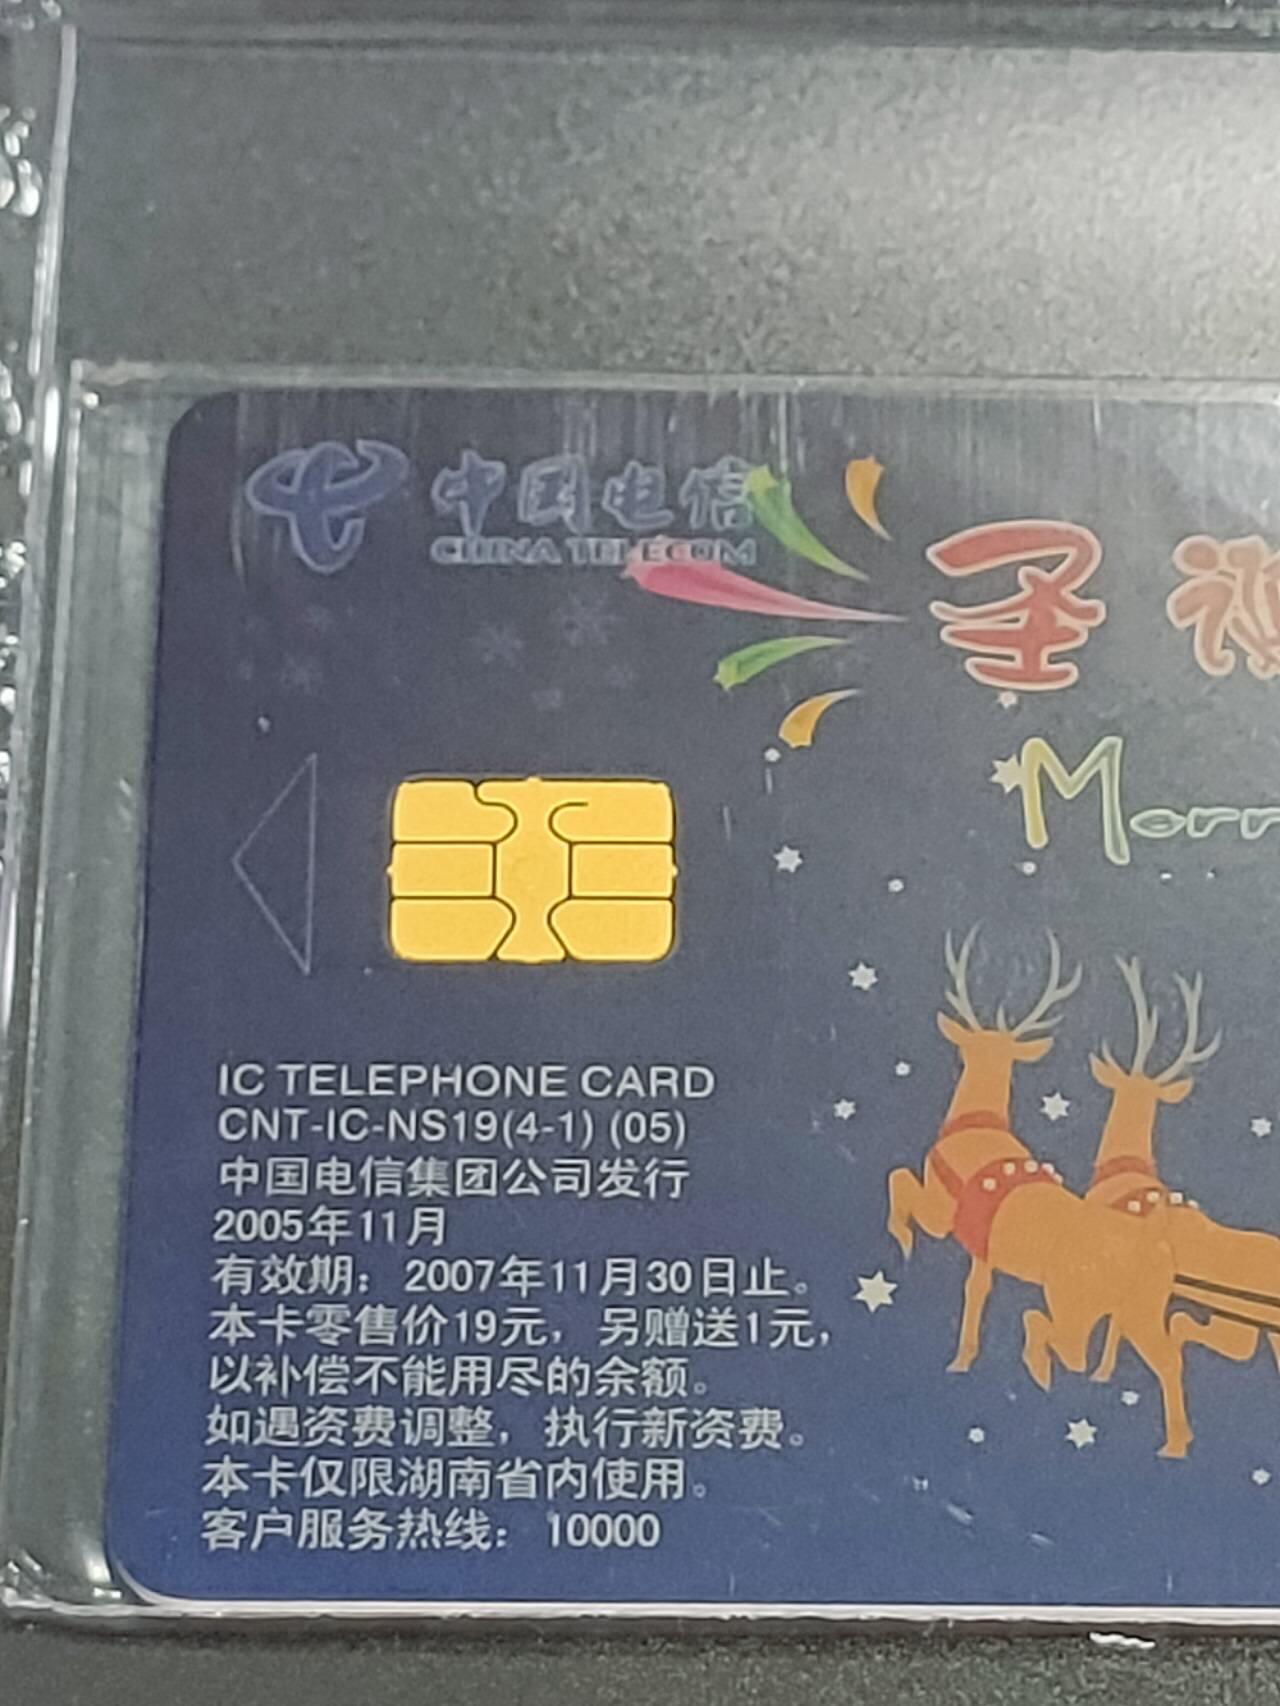 中国电信
CHINA TELECOM
圣诞
Merr
IC TELEPHONE CARD
CNT-IC-NS19(4-1) (05)
中国电信集团公司发行
2005年11月
有效期：2007年11月30日止。
本卡零售价19元，另赠送1元，
以补偿不能用尽的余额。
如遇资费调整，执行新资费。
本卡仅限湖南省内使用。
客户服务热线：10000